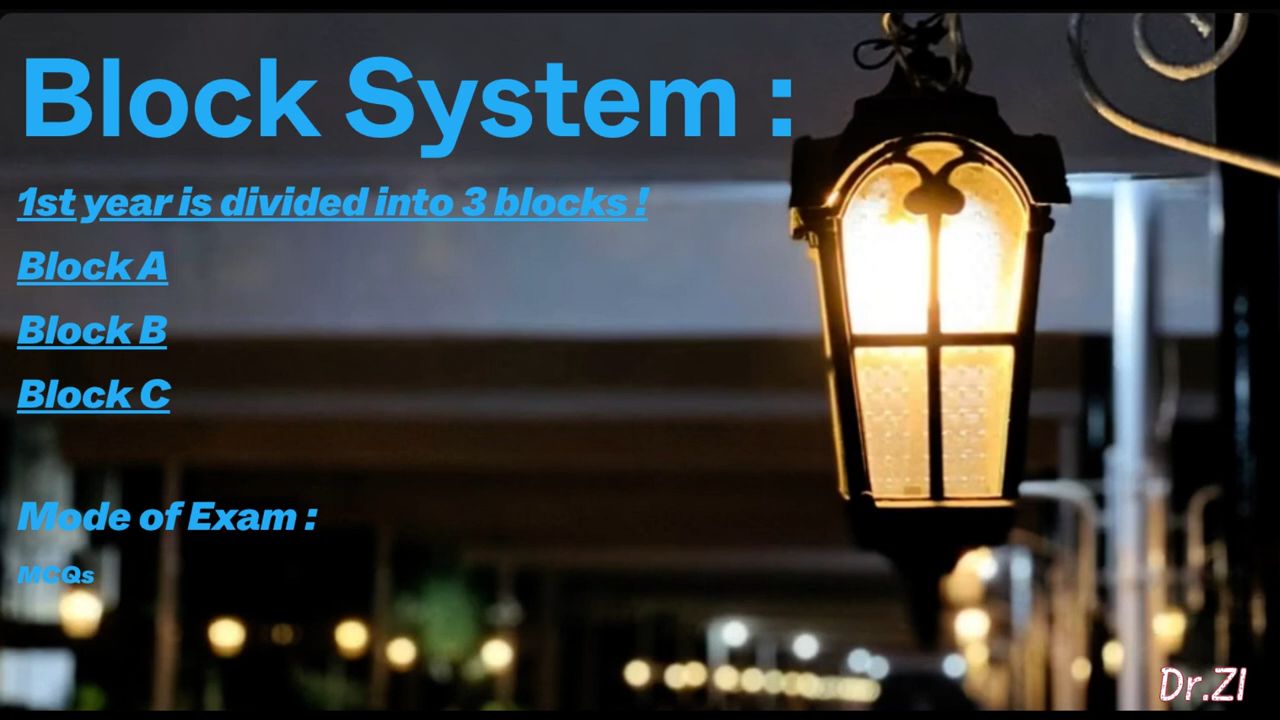 Block System :
1st year is divided into 3 blocks !
Block A
Block B
Block C
Mode of Exam :
MCQs
Dr.ZI